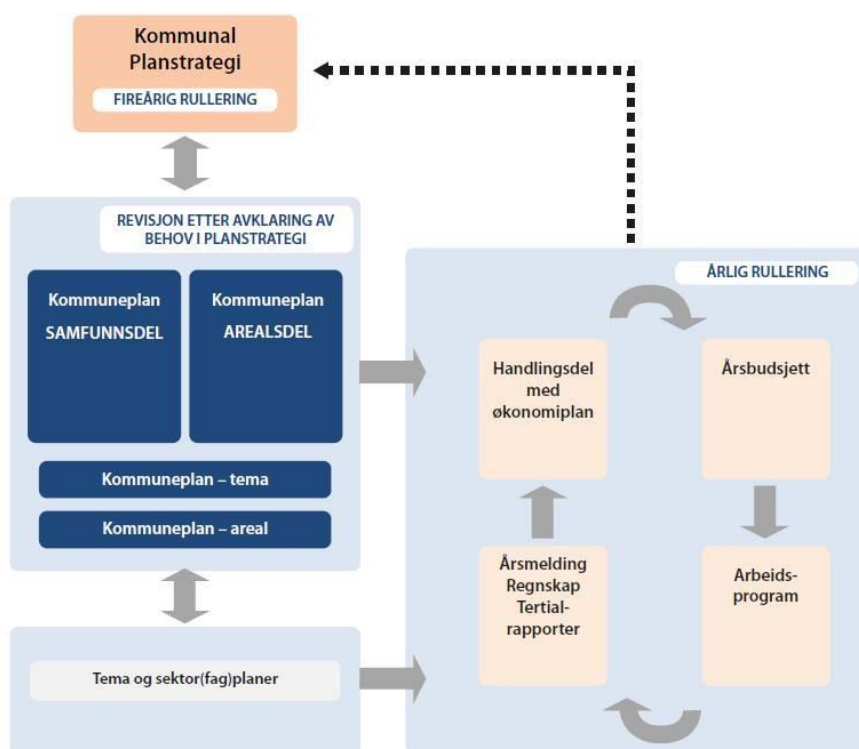 Kommunal
Planstrategi
FIREÅRIG RULLERING
REVISJON ETTER AVKLARING AV
BEHOV I PLANSTRATEGI
Kommuneplan
SAMFUNNSDEL
Kommuneplan
AREALSDEL
Kommuneplan – tema
Kommuneplan – areal
Tema og sektor(fag)planer
ÅRLIG RULLERING
Handlingsdel
med
økonomiplan
Årsbudsjett
Årsmelding
Regnskap
Tertial-
rapporter
Arbeids-
program